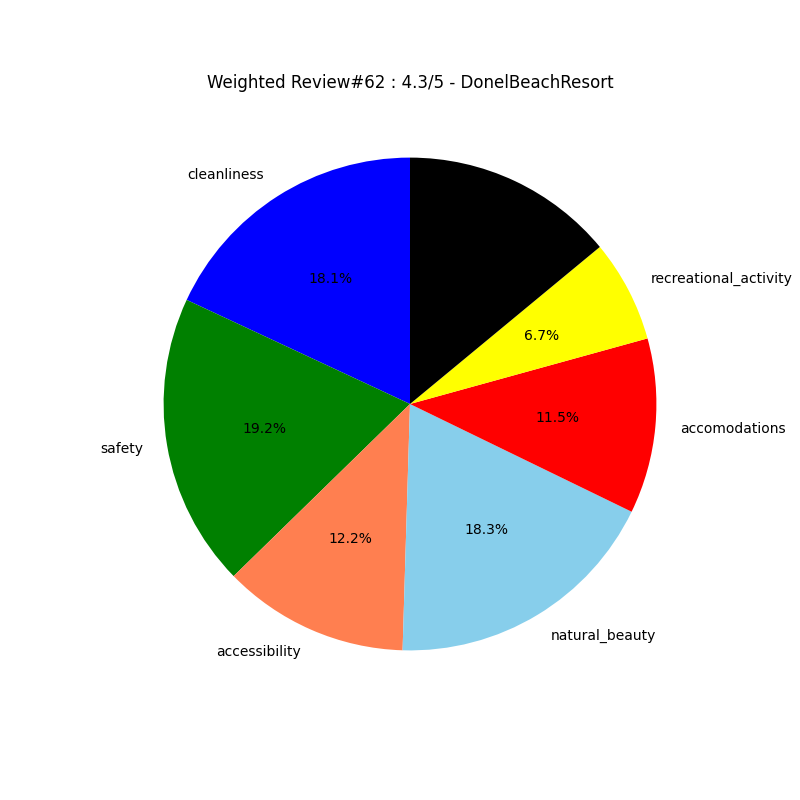 Weighted Review#62 : 4.3/5 - DonelBeachResort
cleanliness
18.1%
recreational_activity
6.7%
safety
19.2%
accomodations
11.5%
accessibility
12.2%
natural_beauty
18.3%